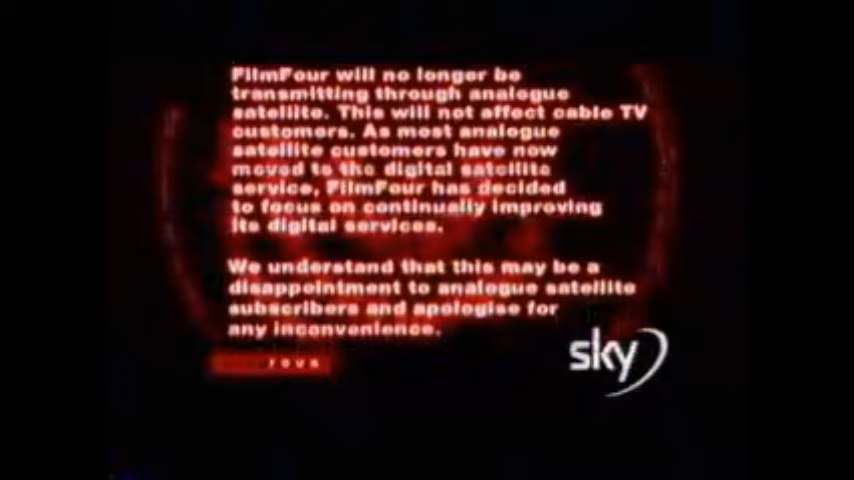 FilmFour will no longer be
transmitting through analogue
satellite. This will not affect cable TV
customers. As most analogue
satellite customers have now
moved to the digital satellite
service, FilmFour has decided
to focus on continually improving
its digital services.
We understand that this may be a
disappointment to analogue satellite
subscribers and apologise for
any inconvenience.
FOUR
sky